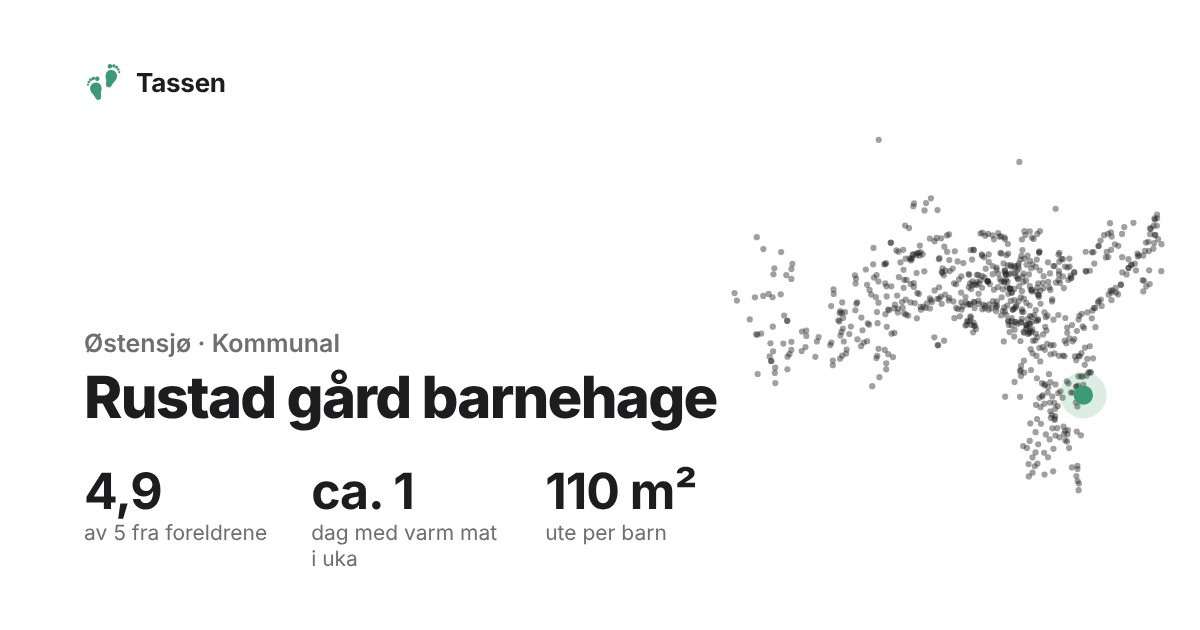 Tassen
Østensjø · Kommunal
Rustad gård barnehage
4,9
av 5 fra foreldrene
ca. 1
dag med varm mat
i uka
110 m²
ute per barn